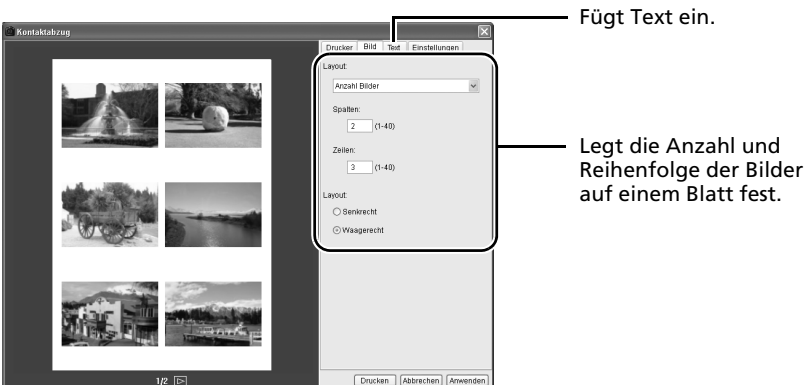 Kontaktabzug
Drucker Bild Text Einstellungen
Layout:
Anzahl Bilder
Spalten:
2 (1-40)
Zeilen:
3 (1-40)
Layout:
Senkrecht
Waagerecht
1/2
Drucken Abbrechen Anwenden
Fügt Text ein.
Legt die Anzahl und
Reihenfolge der Bilder
auf einem Blatt fest.